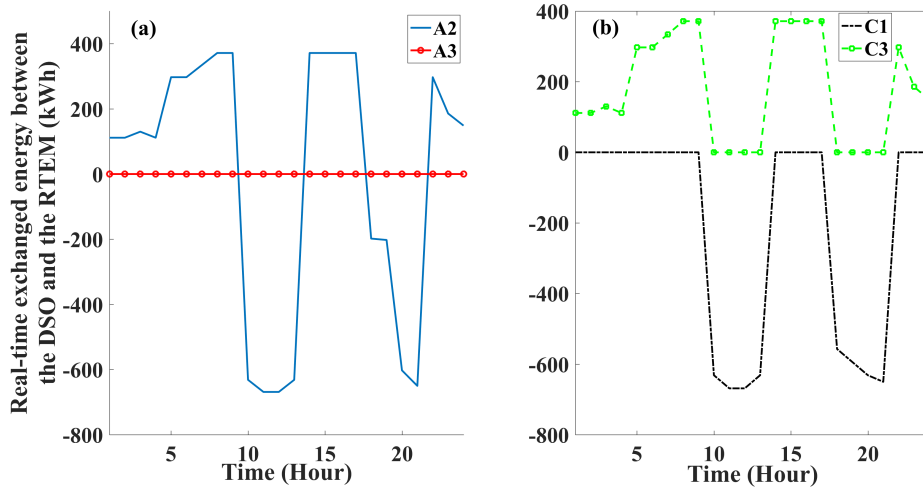 Real-time exchanged energy between
the DSO and the RTEM (kWh)
(a)
A2
A3
400
200
0
-200
-400
-600
-800
5
10
15
20
Time (Hour)
(b)
C1
C3
400
200
0
-200
-400
-600
-800
5
10
15
20
Time (Hour)